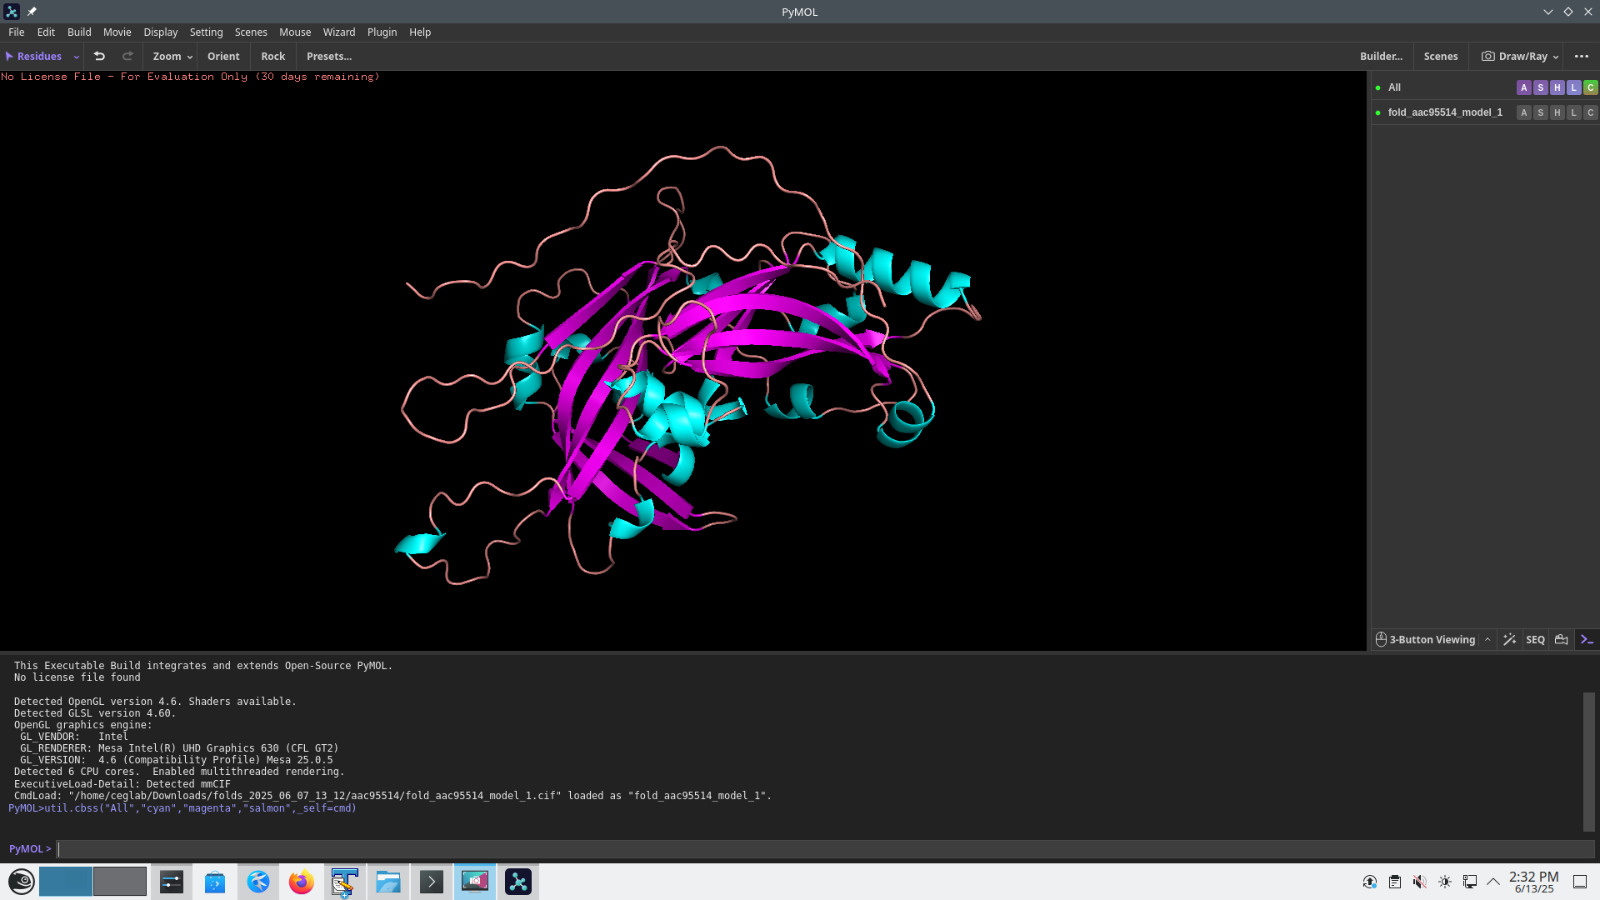 PyMOL
File Edit Build Movie Display Setting Scenes Mouse Wizard Plugin Help
Residues Zoom Orient Rock Presets... Builder... Scenes Draw/Ray
No License File - For Evaluation Only (30 days remaining)
All A S H L C
fold_aac95514_model_1 A S H L C
3-Button Viewing SEQ
This Executable Build integrates and extends Open-Source PyMOL.
No license file found
Detected OpenGL version 4.6. Shaders available.
Detected GLSL version 4.60.
OpenGL graphics engine:
GL_VENDOR: Intel
GL_RENDERER: Mesa Intel(R) UHD Graphics 630 (CFL GT2)
GL_VERSION: 4.6 (Compatibility Profile) Mesa 25.0.5
Detected 6 CPU cores. Enabled multithreaded rendering.
ExecutiveLoad-Detail: Detected mmCIF
CmdLoad: "/home/ceglab/Downloads/folds_2025_06_07_13_12/aac95514/fold_aac95514_model_1.cif" loaded as "fold_aac95514_model_1".
PyMOL>util.cbss("All","cyan","magenta","salmon",_self=cmd)
PyMOL >
2:32 PM
6/13/25